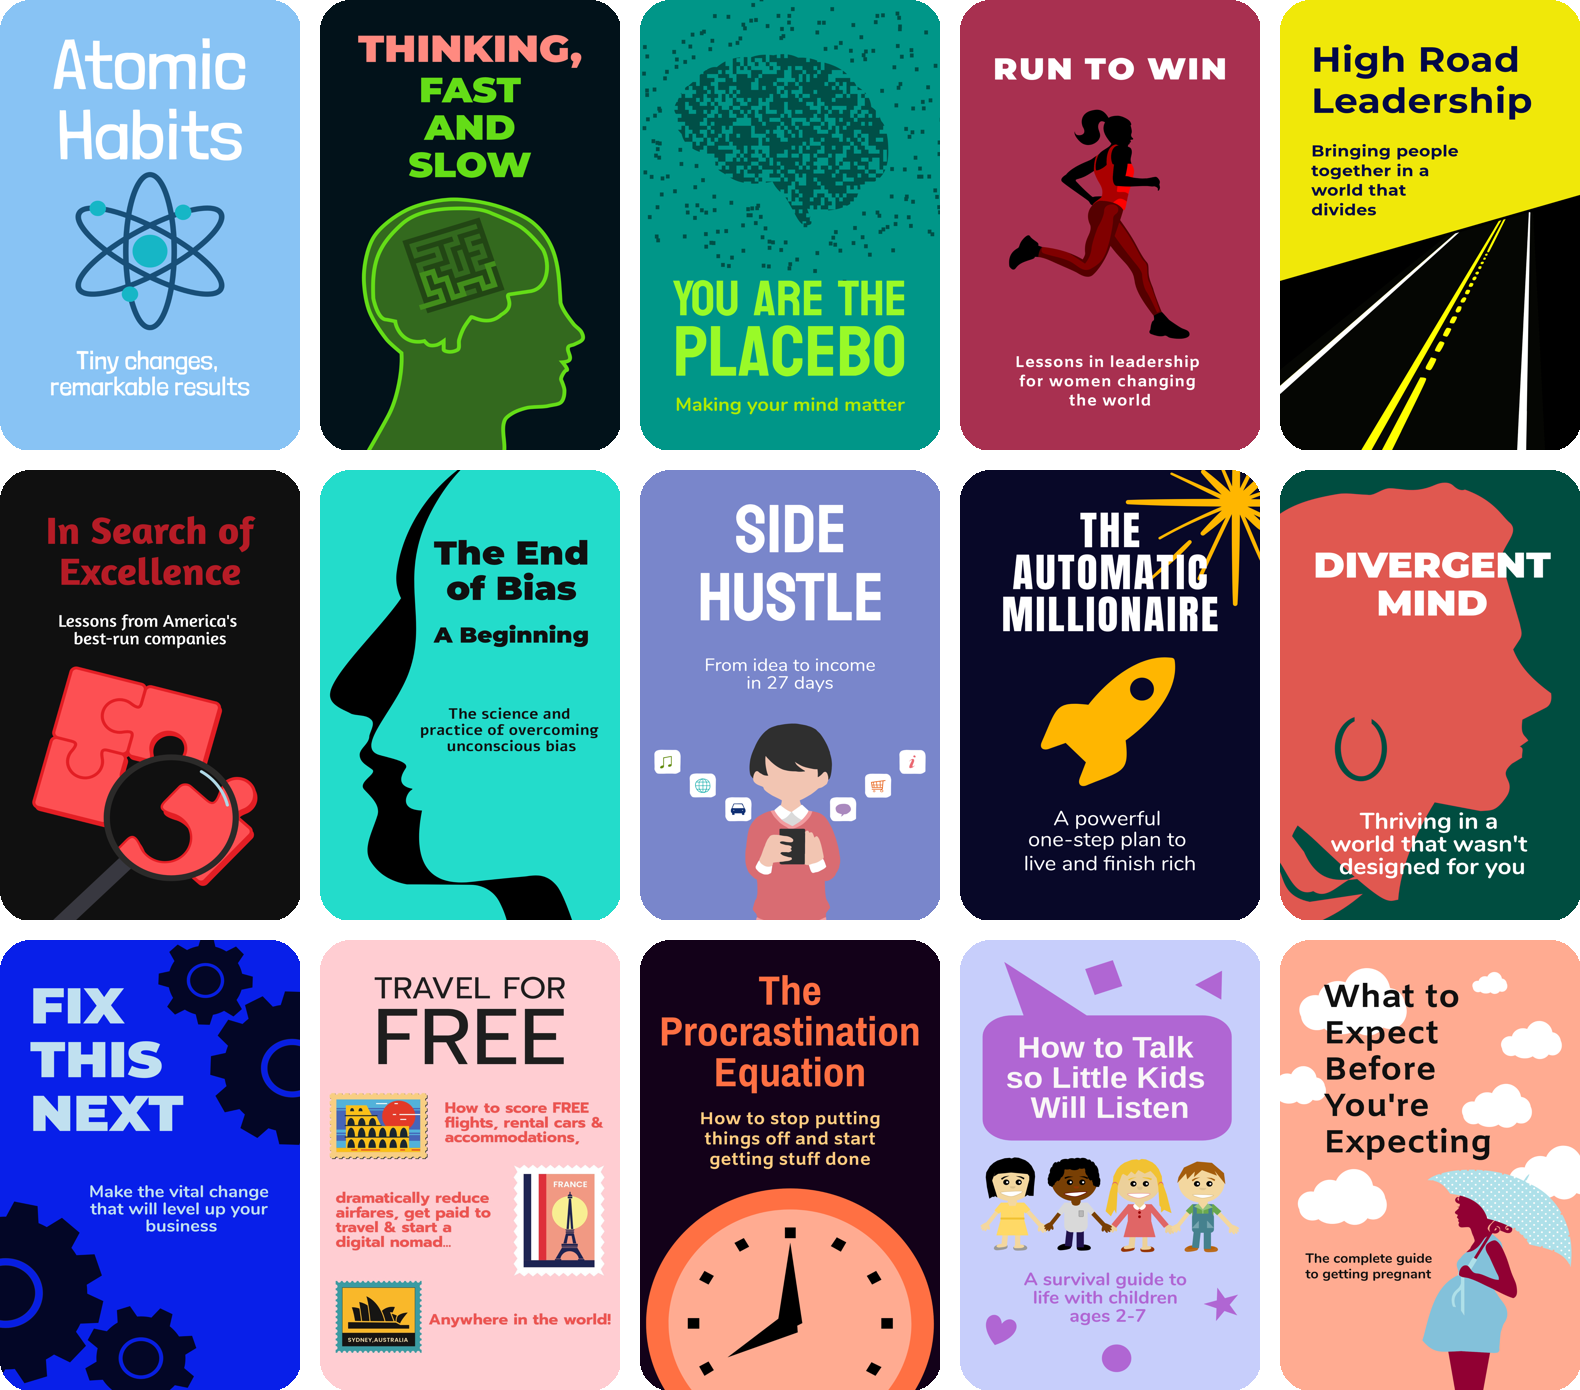 Atomic
Habits
Tiny changes,
remarkable results
THINKING,
FAST
AND
SLOW
YOU ARE THE
PLACEBO
Making your mind matter
RUN TO WIN
Lessons in leadership
for women changing
the world
High Road
Leadership
Bringing people
together in a
world that
divides
In Search of
Excellence
Lessons from America's
best-run companies
The End
of Bias
A Beginning
The science and
practice of overcoming
unconscious bias
SIDE
HUSTLE
From idea to income
in 27 days
i
THE
AUTOMATIC
MILLIONAIRE
A powerful
one-step plan to
live and finish rich
DIVERGENT
MIND
Thriving in a
world that wasn't
designed for you
FIX
THIS
NEXT
Make the vital change
that will level up your
business
TRAVEL FOR
FREE
How to score FREE
flights, rental cars &
accommodations,
FRANCE
dramatically reduce
airfares, get paid to
travel & start a
digital nomad...
SYDNEY,AUSTRALIA
Anywhere in the world!
The
Procrastination
Equation
How to stop putting
things off and start
getting stuff done
How to Talk
so Little Kids
Will Listen
A survival guide to
life with children
ages 2-7
What to
Expect
Before
You're
Expecting
The complete guide
to getting pregnant